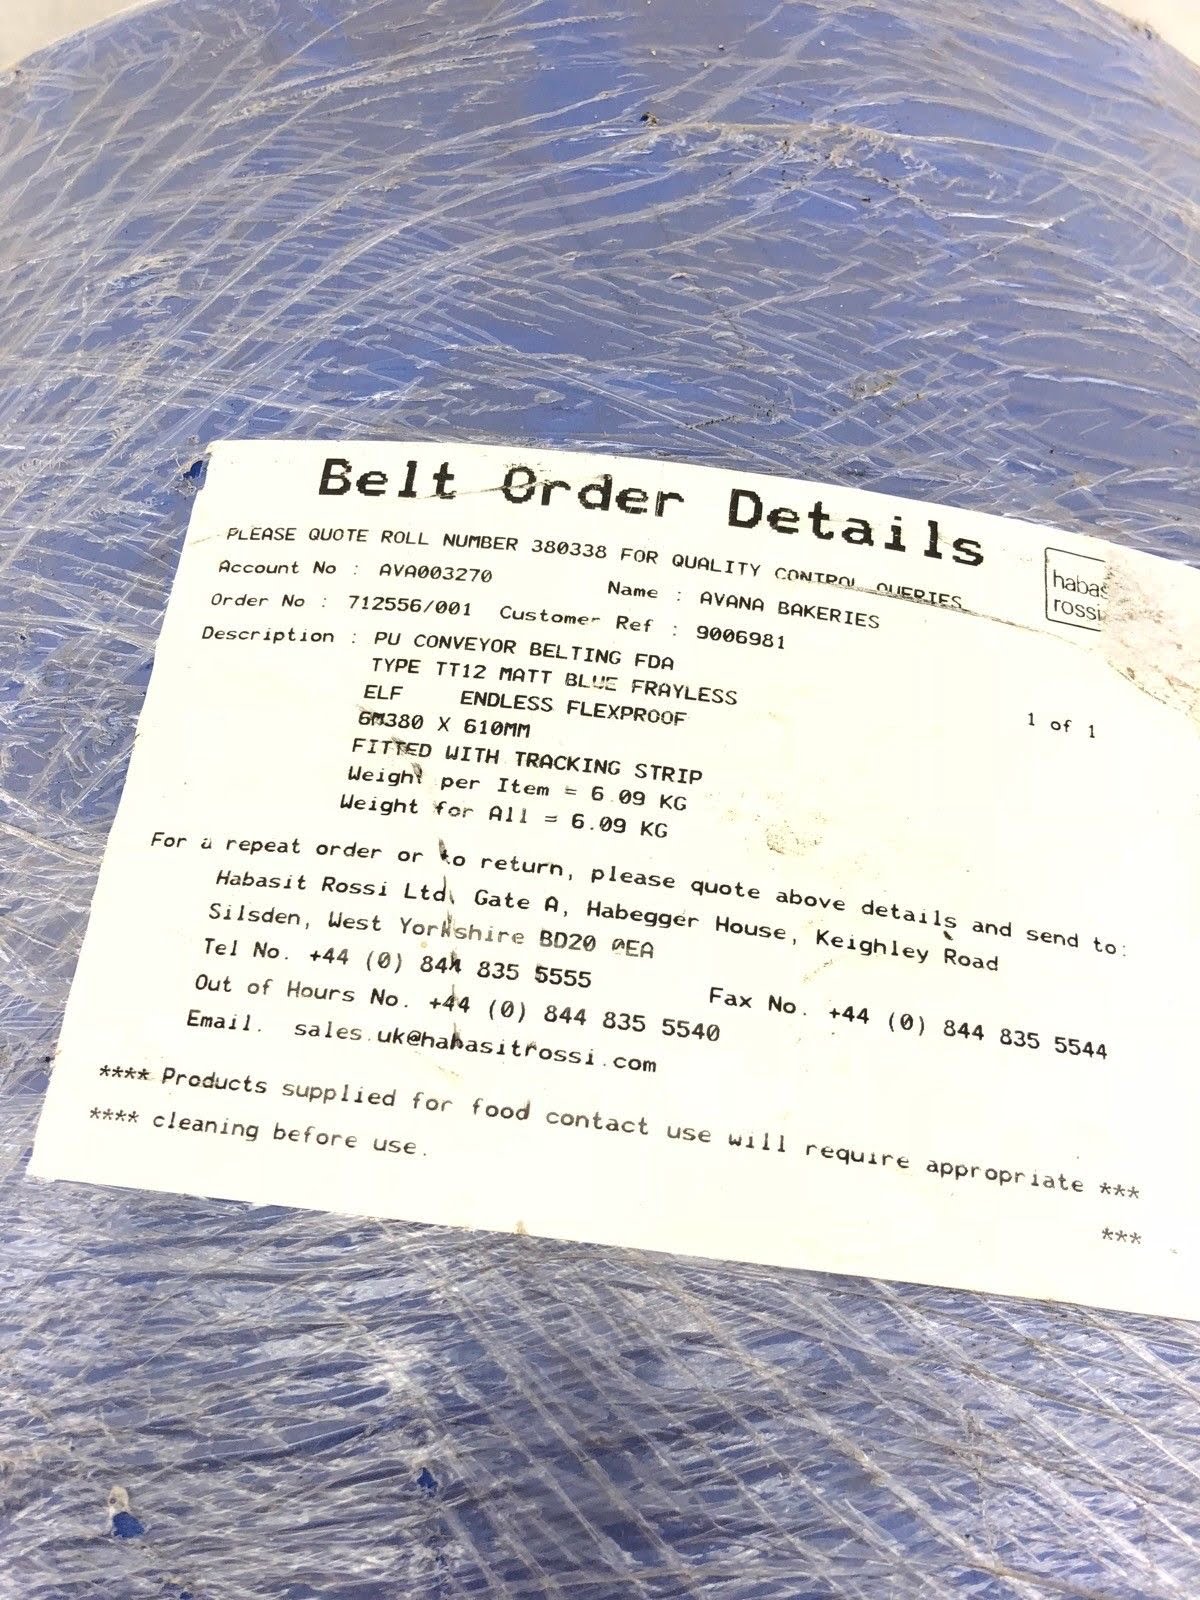 Belt Order Details
PLEASE QUOTE ROLL NUMBER 380338 FOR QUALITY CONTROL QUERIES
habas
rossi
Account No : AVA003270 Name : AVANA BAKERIES
Order No : 712556/001 Customer Ref : 9006981
Description : PU CONVEYOR BELTING FDA
TYPE TT12 MATT BLUE FRAYLESS
ELF ENDLESS FLEXPROOF
1 of 1
6M380 X 610MM
FITTED WITH TRACKING STRIP
Weight per Item = 6.09 KG
Weight for All = 6.09 KG
For a repeat order or to return, please quote above details and send to:
Habasit Rossi Ltd, Gate A, Habegger House, Keighley Road
Silsden, West Yorkshire BD20 0EA
Tel No. +44 (0) 844 835 5555 Fax No. +44 (0) 844 835 5544
Out of Hours No. +44 (0) 844 835 5540
Email. sales.uk@habasitrossi.com
**** Products supplied for food contact use will require appropriate ***
**** cleaning before use. ***